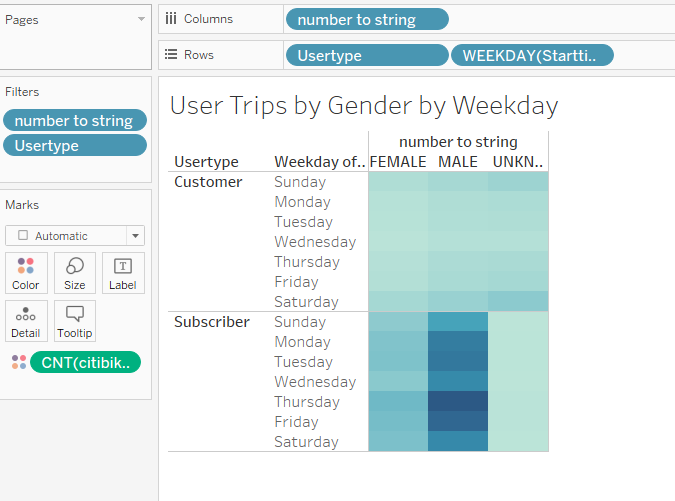 Pages
Columns
number to string
Rows
Usertype
WEEKDAY(Startti..
Filters
number to string
Usertype
Marks
Automatic
Color
Size
Label
Detail
Tooltip
CNT(citibik..
User Trips by Gender by Weekday
number to string
Usertype Weekday of.. FEMALE MALE UNKN..
Customer Sunday
Monday
Tuesday
Wednesday
Thursday
Friday
Saturday
Subscriber Sunday
Monday
Tuesday
Wednesday
Thursday
Friday
Saturday